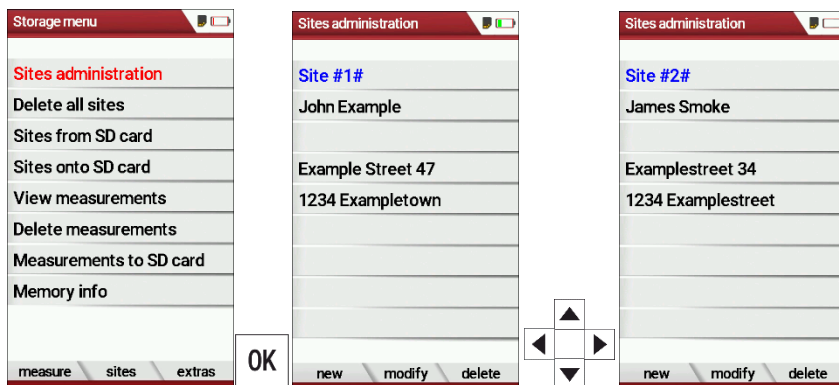 Storage menu
Sites administration
Delete all sites
Sites from SD card
Sites onto SD card
View measurements
Delete measurements
Measurements to SD card
Memory info
measure sites extras
OK
Sites administration
Site #1#
John Example
Example Street 47
1234 Exampletown
new modify delete
Sites administration
Site #2#
James Smoke
Examplestreet 34
1234 Examplestreet
new modify delete